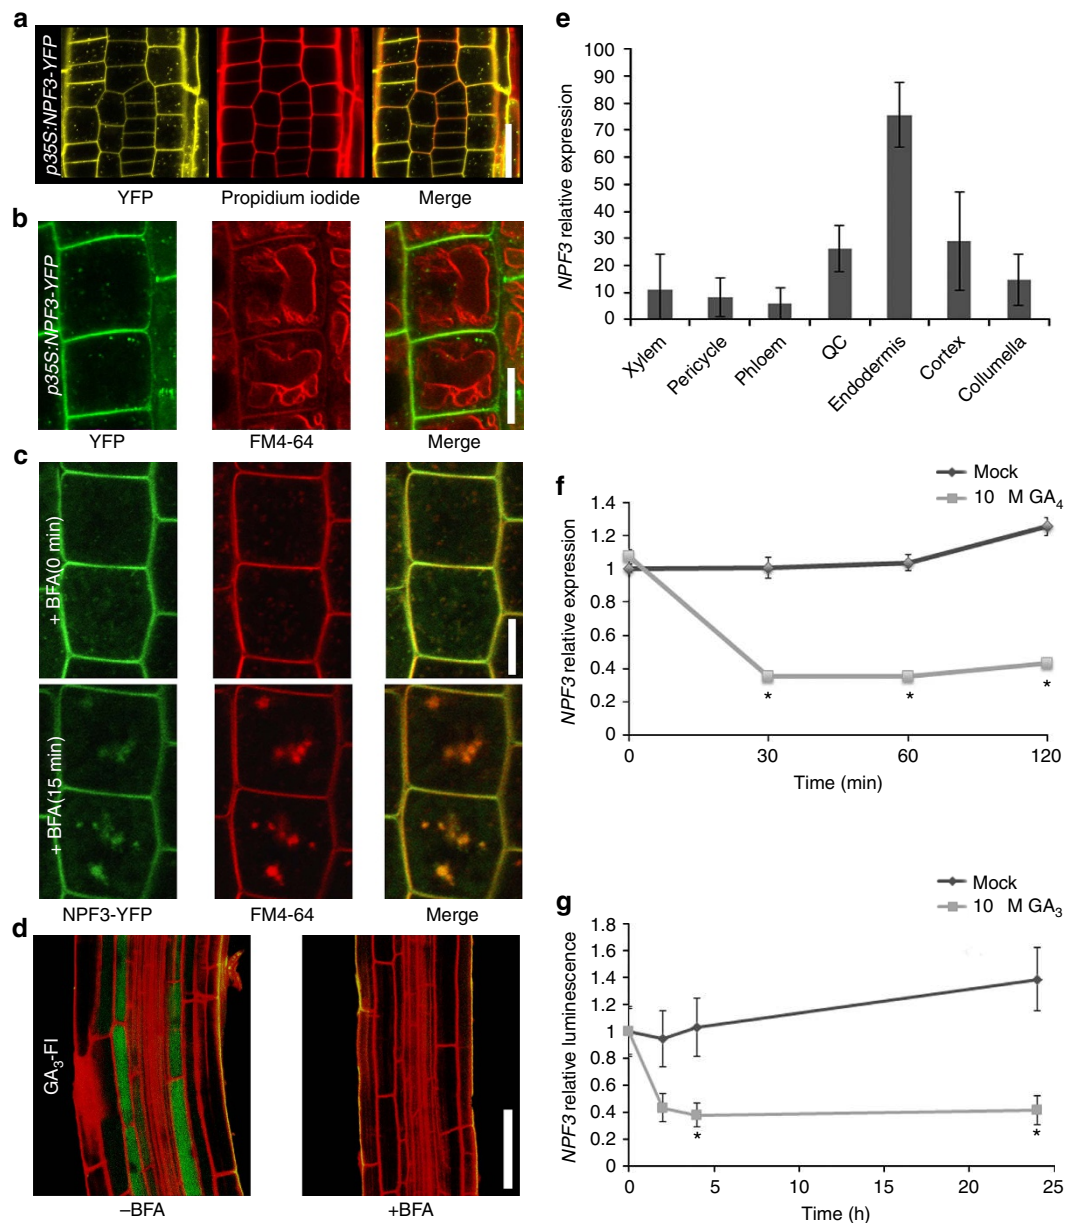 a
p35S:NPF3-YFP
YFP
Propidium iodide
Merge
b
p35S:NPF3-YFP
YFP
FM4-64
Merge
c
+ BFA(0 min)
+ BFA(15 min)
NPF3-YFP
FM4-64
Merge
d
GA3-Fl
–BFA
+BFA
e
NPF3 relative expression
100
90
80
70
60
50
40
30
20
10
0
Xylem
Pericycle
Phloem
QC
Endodermis
Cortex
Collumella
f
Mock
10 M GA4
NPF3 relative expression
1.4
1.2
1
0.8
0.6
0.4
0.2
0
* * *
0 30 60 120
Time (min)
g
Mock
10 M GA3
NPF3 relative luminescence
1.8
1.6
1.4
1.2
1
0.8
0.6
0.4
0.2
0
* *
0 5 10 15 20 25
Time (h)